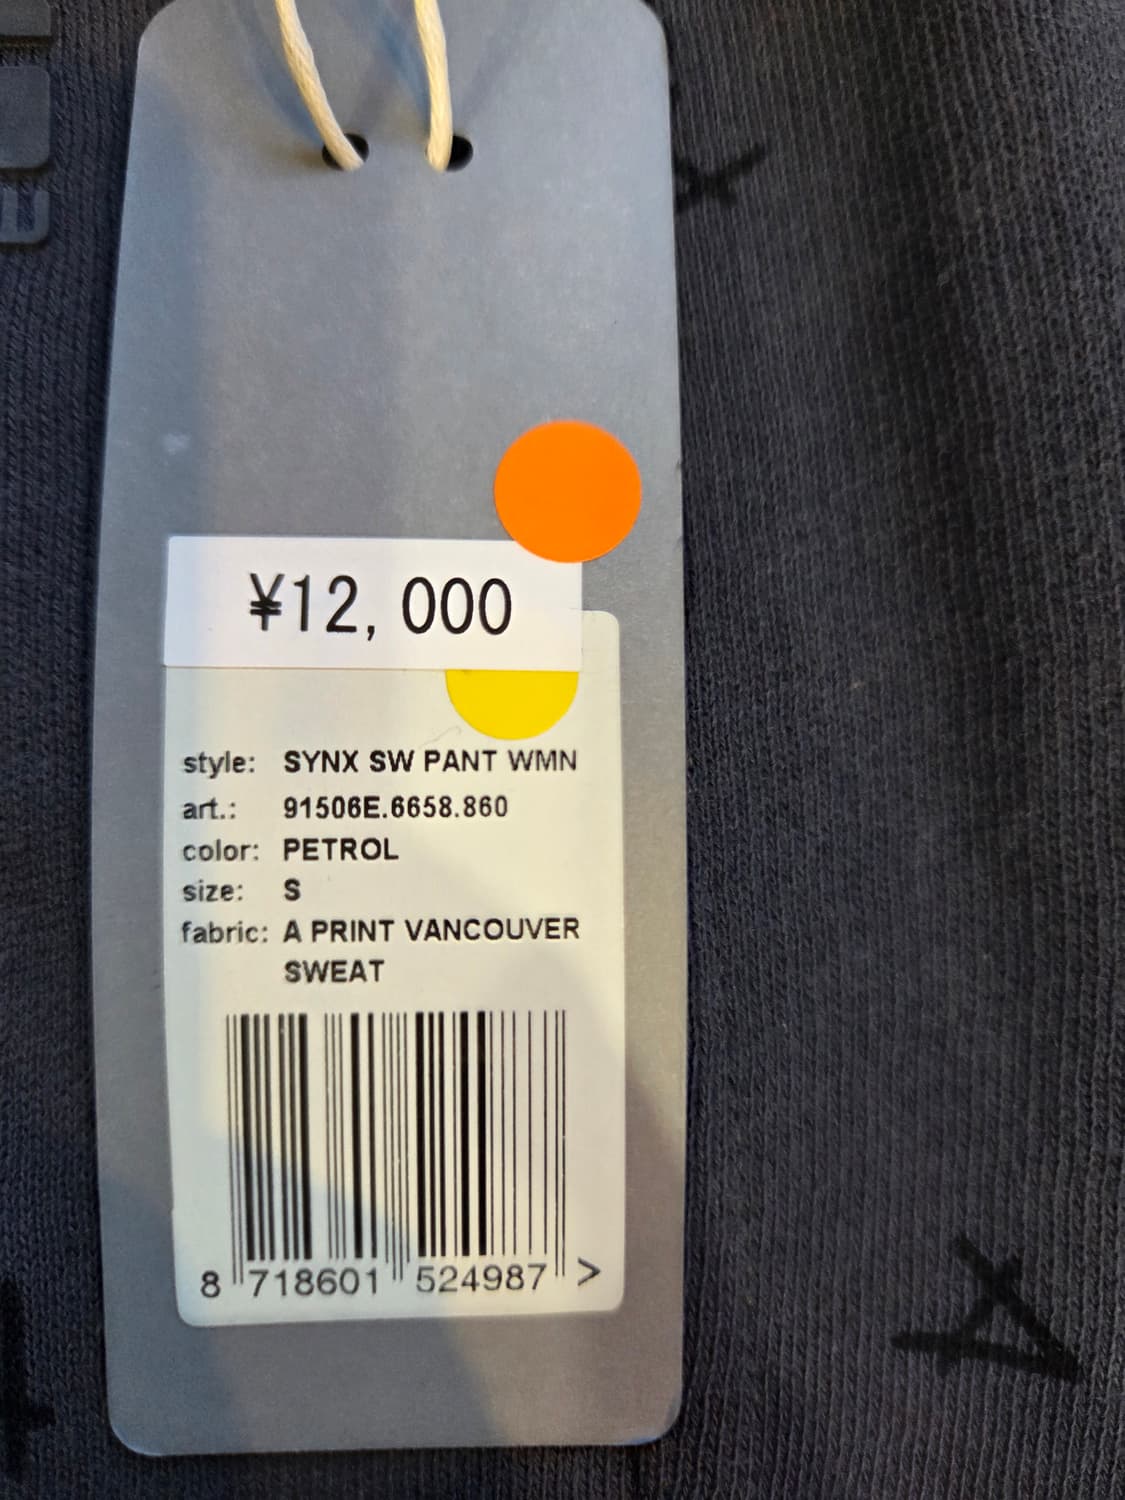 ¥12,000
style: SYNX SW PANT WMN
art.: 91506E.6658.860
color: PETROL
size: S
fabric: A PRINT VANCOUVER
SWEAT
8 718601 524987 >